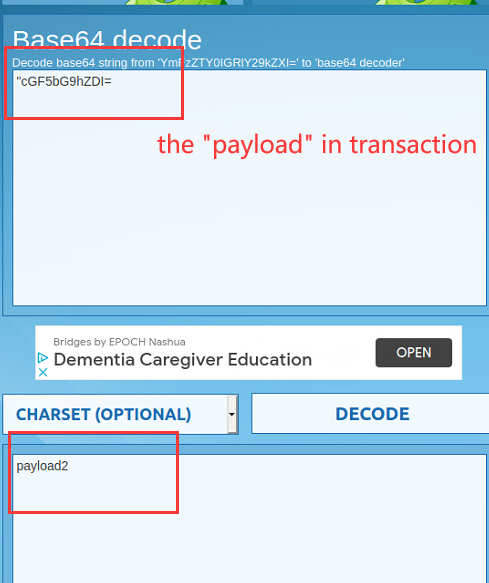 Base64 decode
Decode base64 string from 'YmFzZTY0IGRlY29kZXI=' to 'base64 decoder'
"cGF5bG9hZDI=
the "payload" in transaction
Bridges by EPOCH Nashua
Dementia Caregiver Education
OPEN
CHARSET (OPTIONAL)
DECODE
payload2